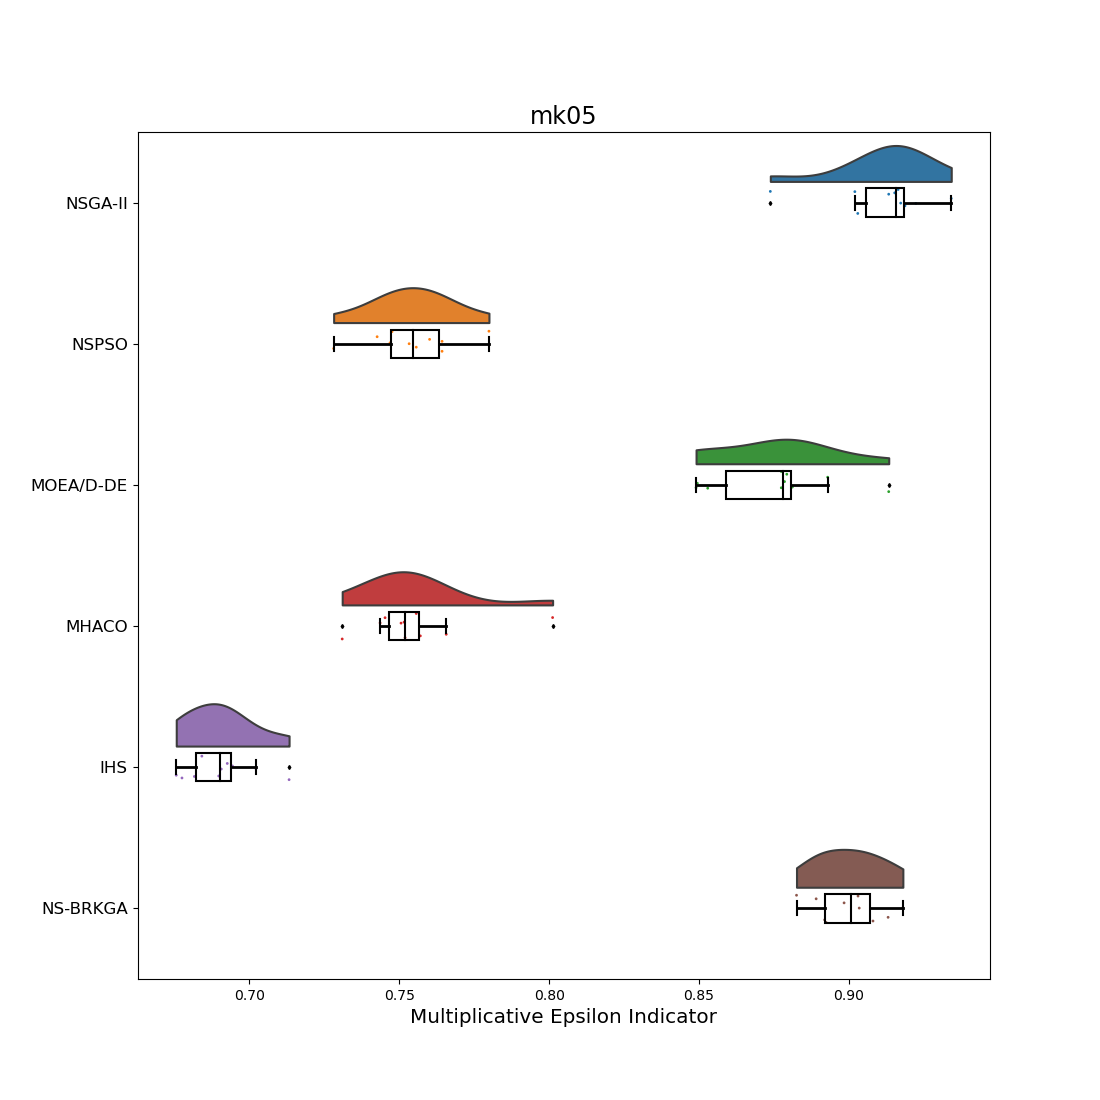 mk05
NSGA-II
NSPSO
MOEA/D-DE
MHACO
IHS
NS-BRKGA
0.70 0.75 0.80 0.85 0.90
Multiplicative Epsilon Indicator